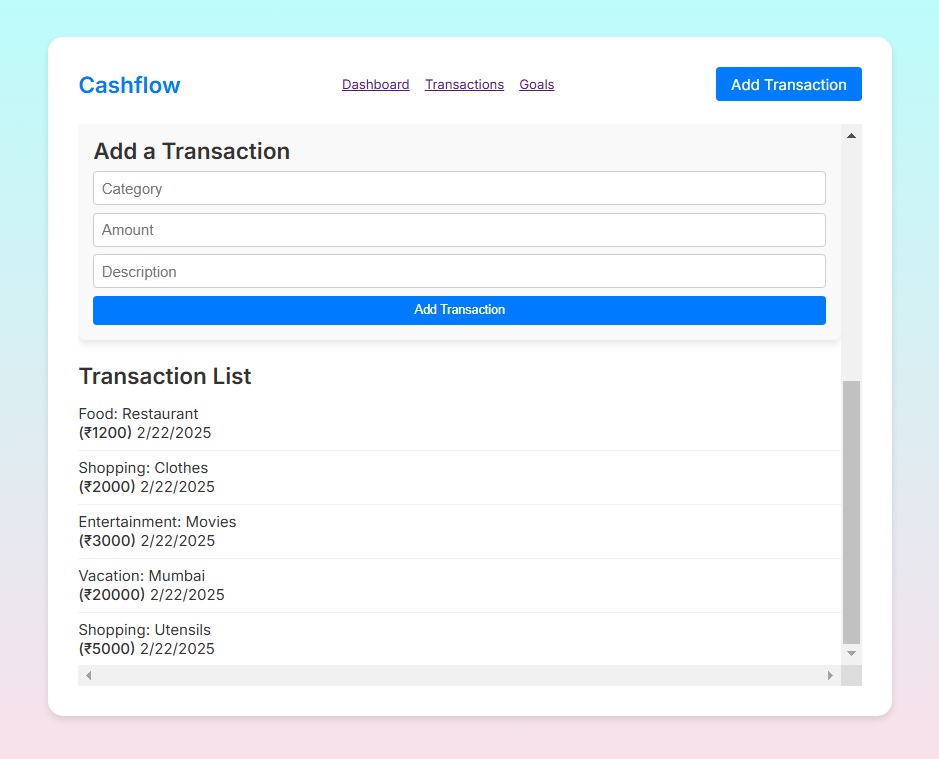 Cashflow
Dashboard Transactions Goals
Add Transaction
Add a Transaction
Category
Amount
Description
Add Transaction
Transaction List
Food: Restaurant
(₹1200) 2/22/2025
Shopping: Clothes
(₹2000) 2/22/2025
Entertainment: Movies
(₹3000) 2/22/2025
Vacation: Mumbai
(₹20000) 2/22/2025
Shopping: Utensils
(₹5000) 2/22/2025